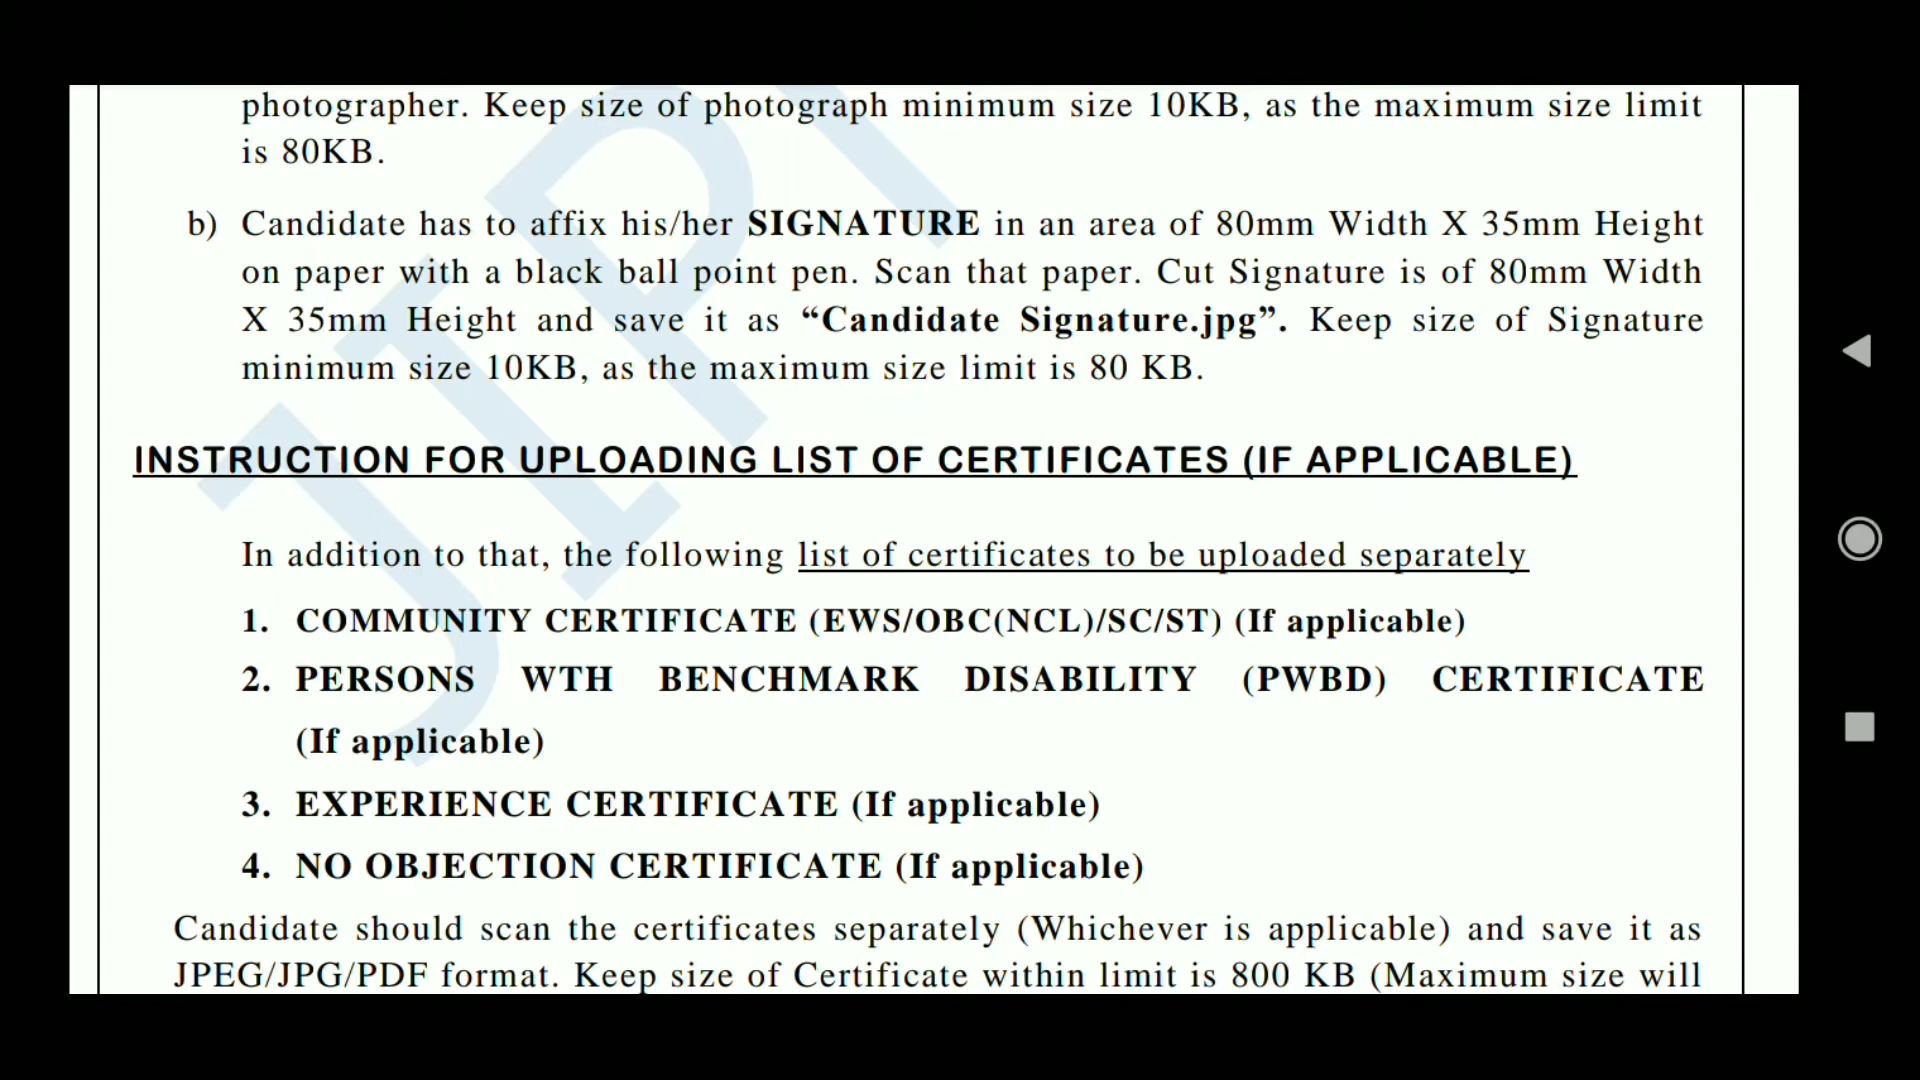 photographer. Keep size of photograph minimum size 10KB, as the maximum size limit
is 80KB.
b) Candidate has to affix his/her SIGNATURE in an area of 80mm Width X 35mm Height
on paper with a black ball point pen. Scan that paper. Cut Signature is of 80mm Width
X 35mm Height and save it as “Candidate Signature.jpg”. Keep size of Signature
minimum size 10KB, as the maximum size limit is 80 KB.
INSTRUCTION FOR UPLOADING LIST OF CERTIFICATES (IF APPLICABLE)
In addition to that, the following list of certificates to be uploaded separately
1. COMMUNITY CERTIFICATE (EWS/OBC(NCL)/SC/ST) (If applicable)
2. PERSONS WTH BENCHMARK DISABILITY (PWBD) CERTIFICATE
(If applicable)
3. EXPERIENCE CERTIFICATE (If applicable)
4. NO OBJECTION CERTIFICATE (If applicable)
Candidate should scan the certificates separately (Whichever is applicable) and save it as
JPEG/JPG/PDF format. Keep size of Certificate within limit is 800 KB (Maximum size will